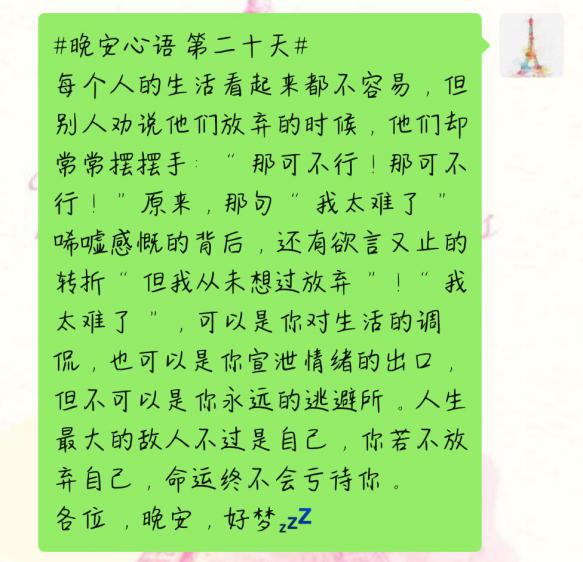 #晚安心语 第二十天#
每个人的生活看起来都不容易，但
别人劝说他们放弃的时候，他们却
常常摆摆手：“ 那可不行！那可不
行！”原来，那句“ 我太难了 ”
唏嘘感慨的背后，还有欲言又止的
转折“ 但我从未想过放弃 ”！“ 我
太难了 ”，可以是你对生活的调
侃，也可以是你宣泄情绪的出口，
但不可以是你永远的逃避所。人生
最大的敌人不过是自己，你若不放
弃自己，命运终不会亏待你。
各位 ，晚安，好梦zzZ